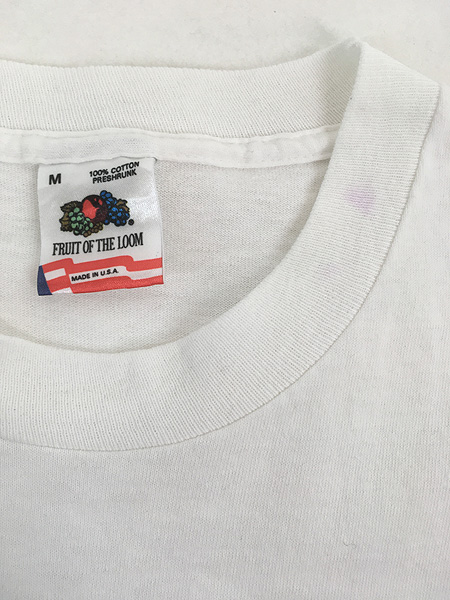 M
100% COTTON
PRESHRUNK
FRUIT OF THE LOOM
MADE IN U.S.A.